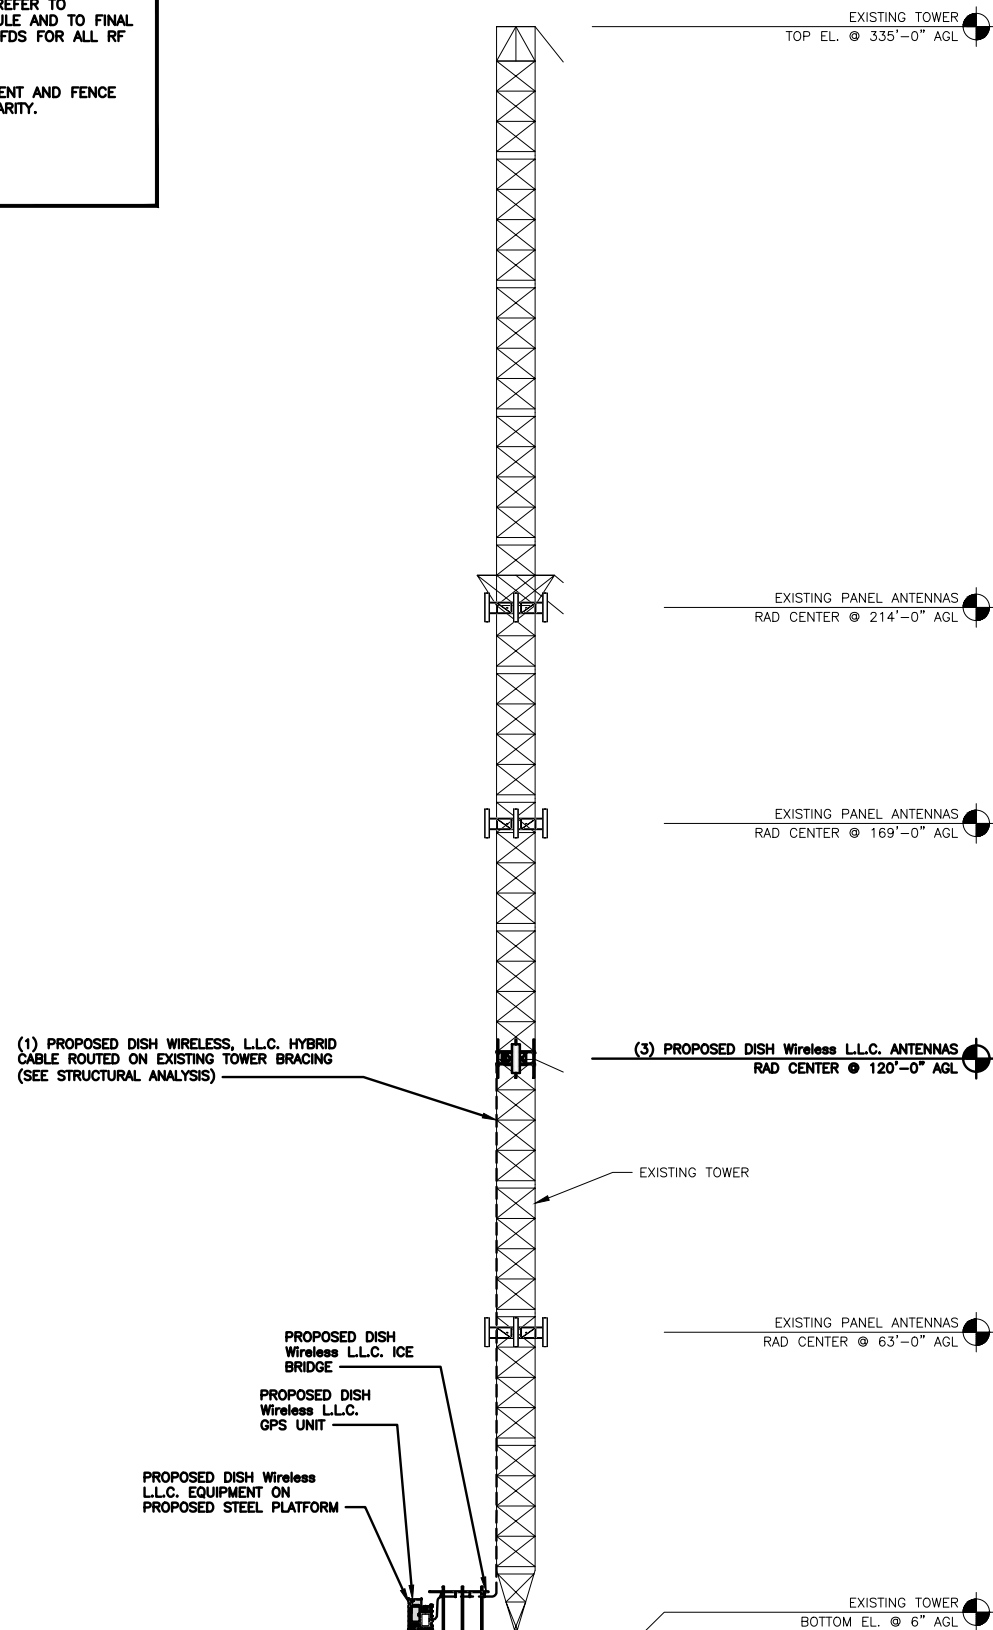 REFER TO
ULE AND TO FINAL
FDS FOR ALL RF
ENT AND FENCE
ARITY.
EXISTING TOWER
TOP EL. @ 335'-0" AGL
EXISTING PANEL ANTENNAS
RAD CENTER @ 214'-0" AGL
EXISTING PANEL ANTENNAS
RAD CENTER @ 169'-0" AGL
(1) PROPOSED DISH WIRELESS, L.L.C. HYBRID
CABLE ROUTED ON EXISTING TOWER BRACING
(SEE STRUCTURAL ANALYSIS)
(3) PROPOSED DISH Wireless L.L.C. ANTENNAS
RAD CENTER @ 120'-0" AGL
EXISTING TOWER
EXISTING PANEL ANTENNAS
RAD CENTER @ 63'-0" AGL
PROPOSED DISH
Wireless L.L.C. ICE
BRIDGE
PROPOSED DISH
Wireless L.L.C.
GPS UNIT
PROPOSED DISH Wireless
L.L.C. EQUIPMENT ON
PROPOSED STEEL PLATFORM
EXISTING TOWER
BOTTOM EL. @ 6" AGL